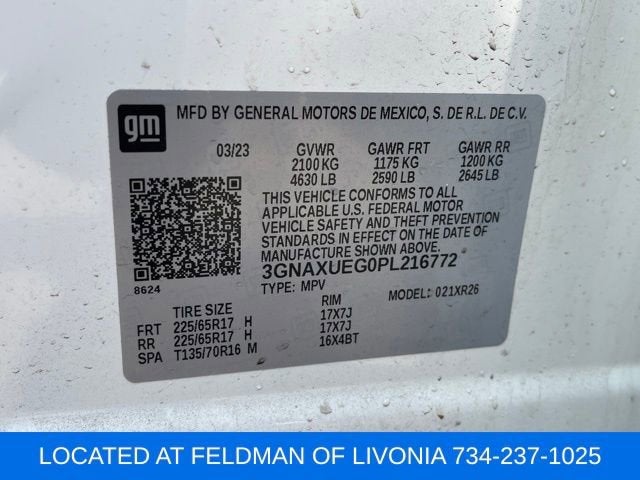 gm
MFD BY GENERAL MOTORS DE MEXICO, S. DE R.L. DE C.V.
03/23 GVWR GAWR FRT GAWR RR
2100 KG 1175 KG 1200 KG
4630 LB 2590 LB 2645 LB
THIS VEHICLE CONFORMS TO ALL
APPLICABLE U.S. FEDERAL MOTOR
VEHICLE SAFETY AND THEFT PREVENTION
STANDARDS IN EFFECT ON THE DATE OF
MANUFACTURE SHOWN ABOVE.
3GNAXUEG0PL216772
8624
TYPE: MPV MODEL: 021XR26
TIRE SIZE RIM
FRT 225/65R17 H 17X7J
RR 225/65R17 H 17X7J
SPA T135/70R16 M 16X4BT
LOCATED AT FELDMAN OF LIVONIA 734-237-1025